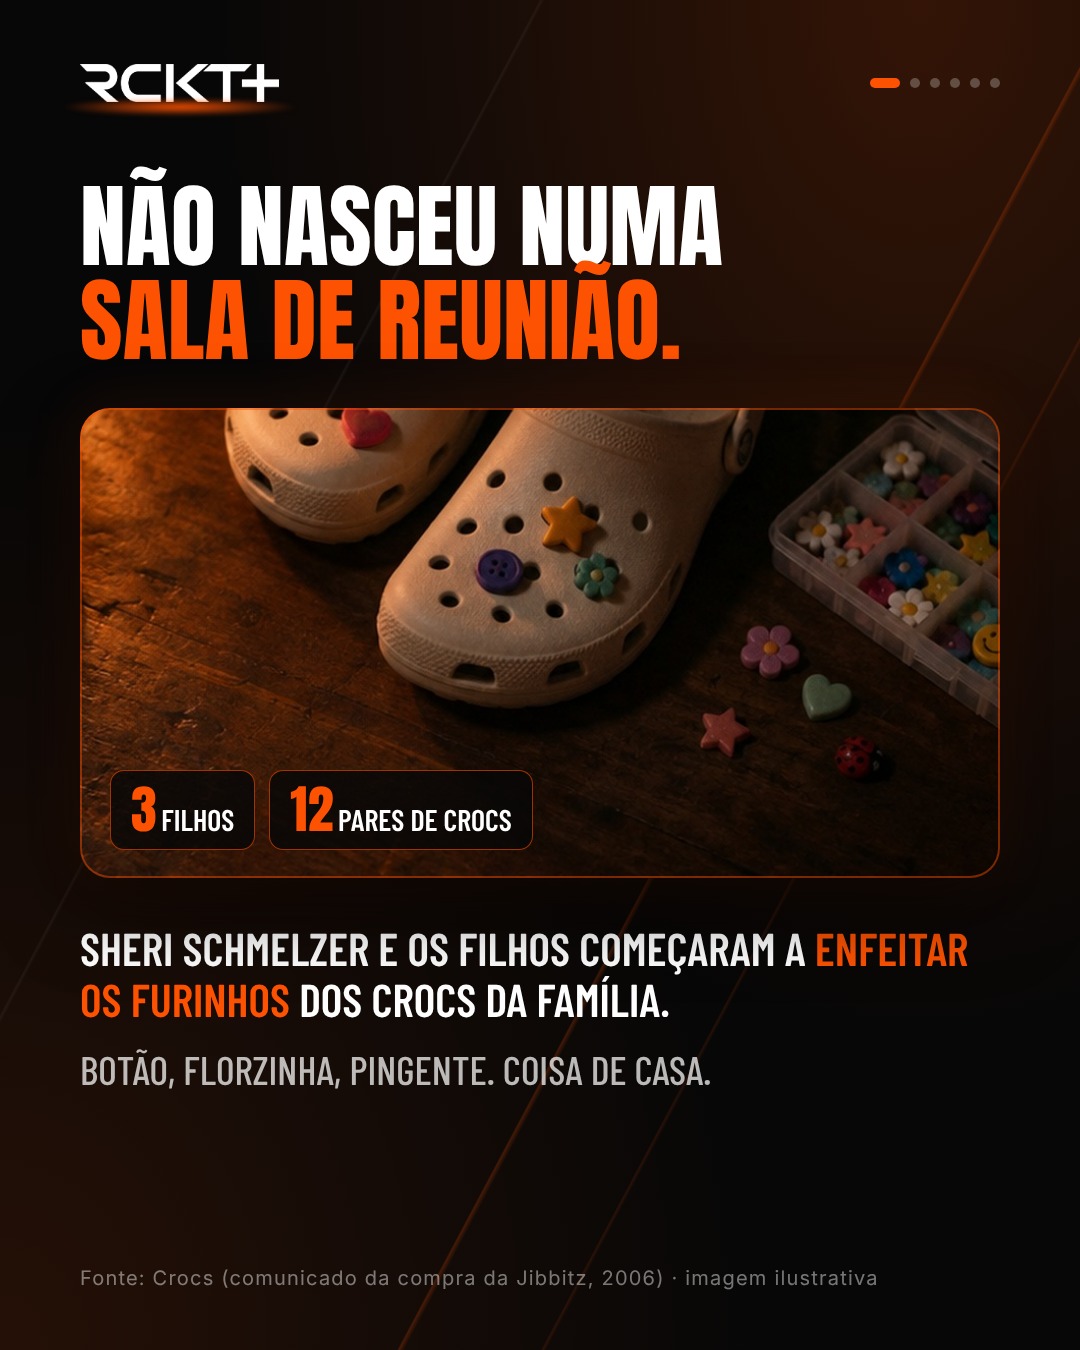 RCKT+
NÃO NASCEU NUMA
SALA DE REUNIÃO.
3 FILHOS
12 PARES DE CROCS
SHERI SCHMELZER E OS FILHOS COMEÇARAM A ENFEITAR
OS FURINHOS DOS CROCS DA FAMÍLIA.
BOTÃO, FLORZINHA, PINGENTE. COISA DE CASA.
Fonte: Crocs (comunicado da compra da Jibbitz, 2006) · imagem ilustrativa